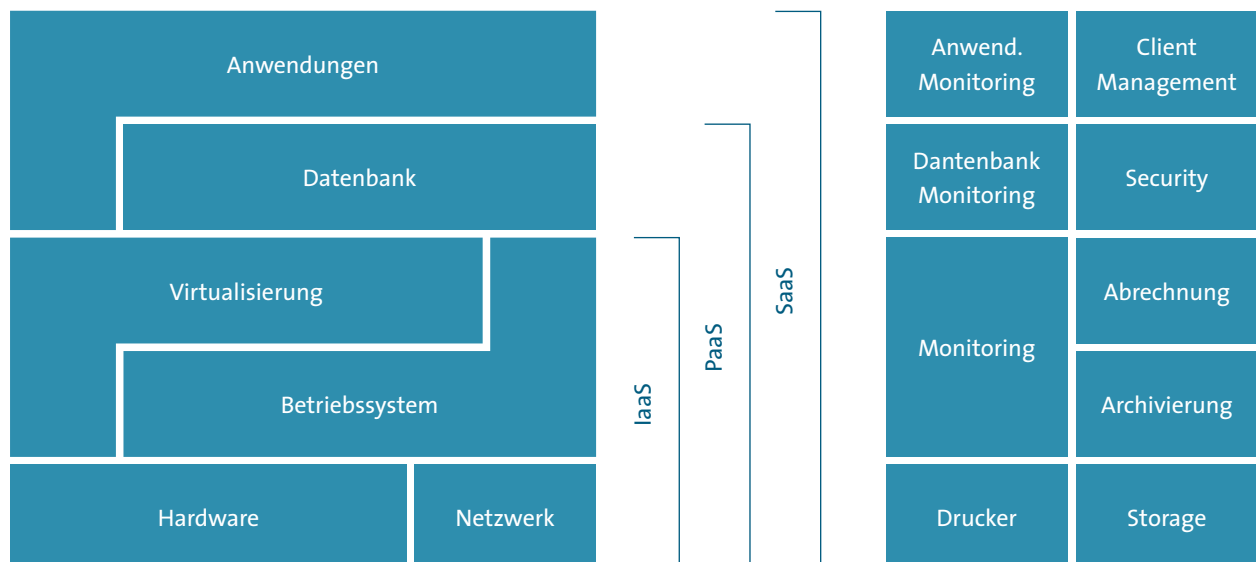 Anwendungen
Datenbank
Virtualisierung
Betriebssystem
Hardware
Netzwerk
IaaS
PaaS
SaaS
Anwend.
Monitoring
Client
Management
Dantenbank
Monitoring
Security
Monitoring
Abrechnung
Archivierung
Drucker
Storage